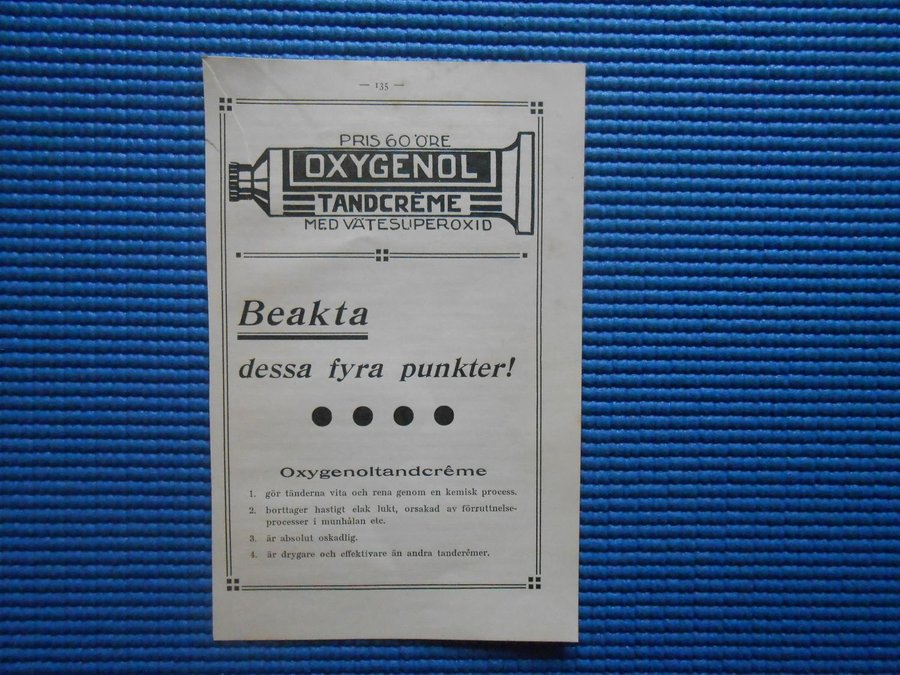 — 135 —
PRIS 60 ÖRE
OXYGENOL
TANDCRÊME
MED VÄTESUPEROXID
Beakta
dessa fyra punkter!
Oxygenoltandcrême
1. gör tänderna vita och rena genom en kemisk process.
2. borttager hastigt elak lukt, orsakad av förruttnelse-
processer i munhålan etc.
3. är absolut oskadlig.
4. är drygare och effektivare än andra tandcrêmer.